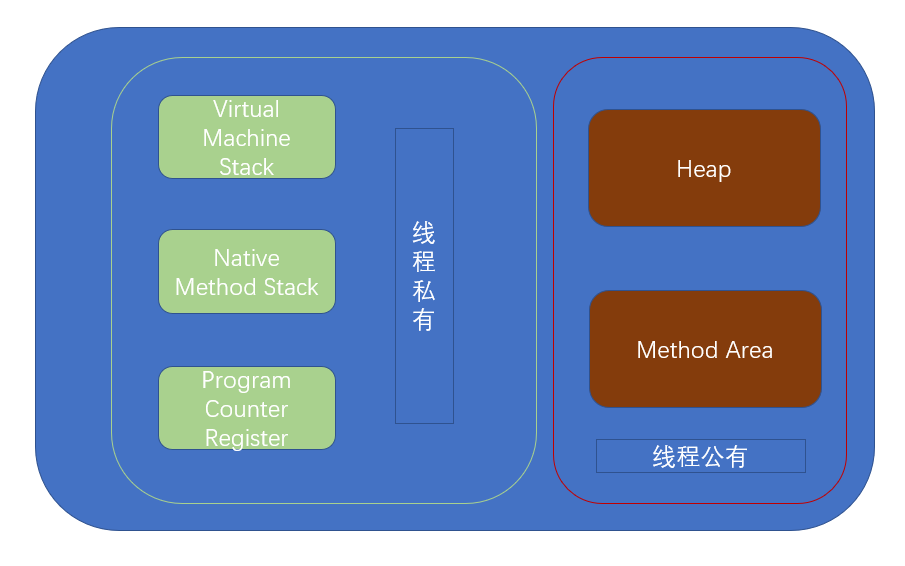 Virtual
Machine
Stack
Native
Method Stack
Program
Counter
Register
线
程
私
有
Heap
Method Area
线程公有